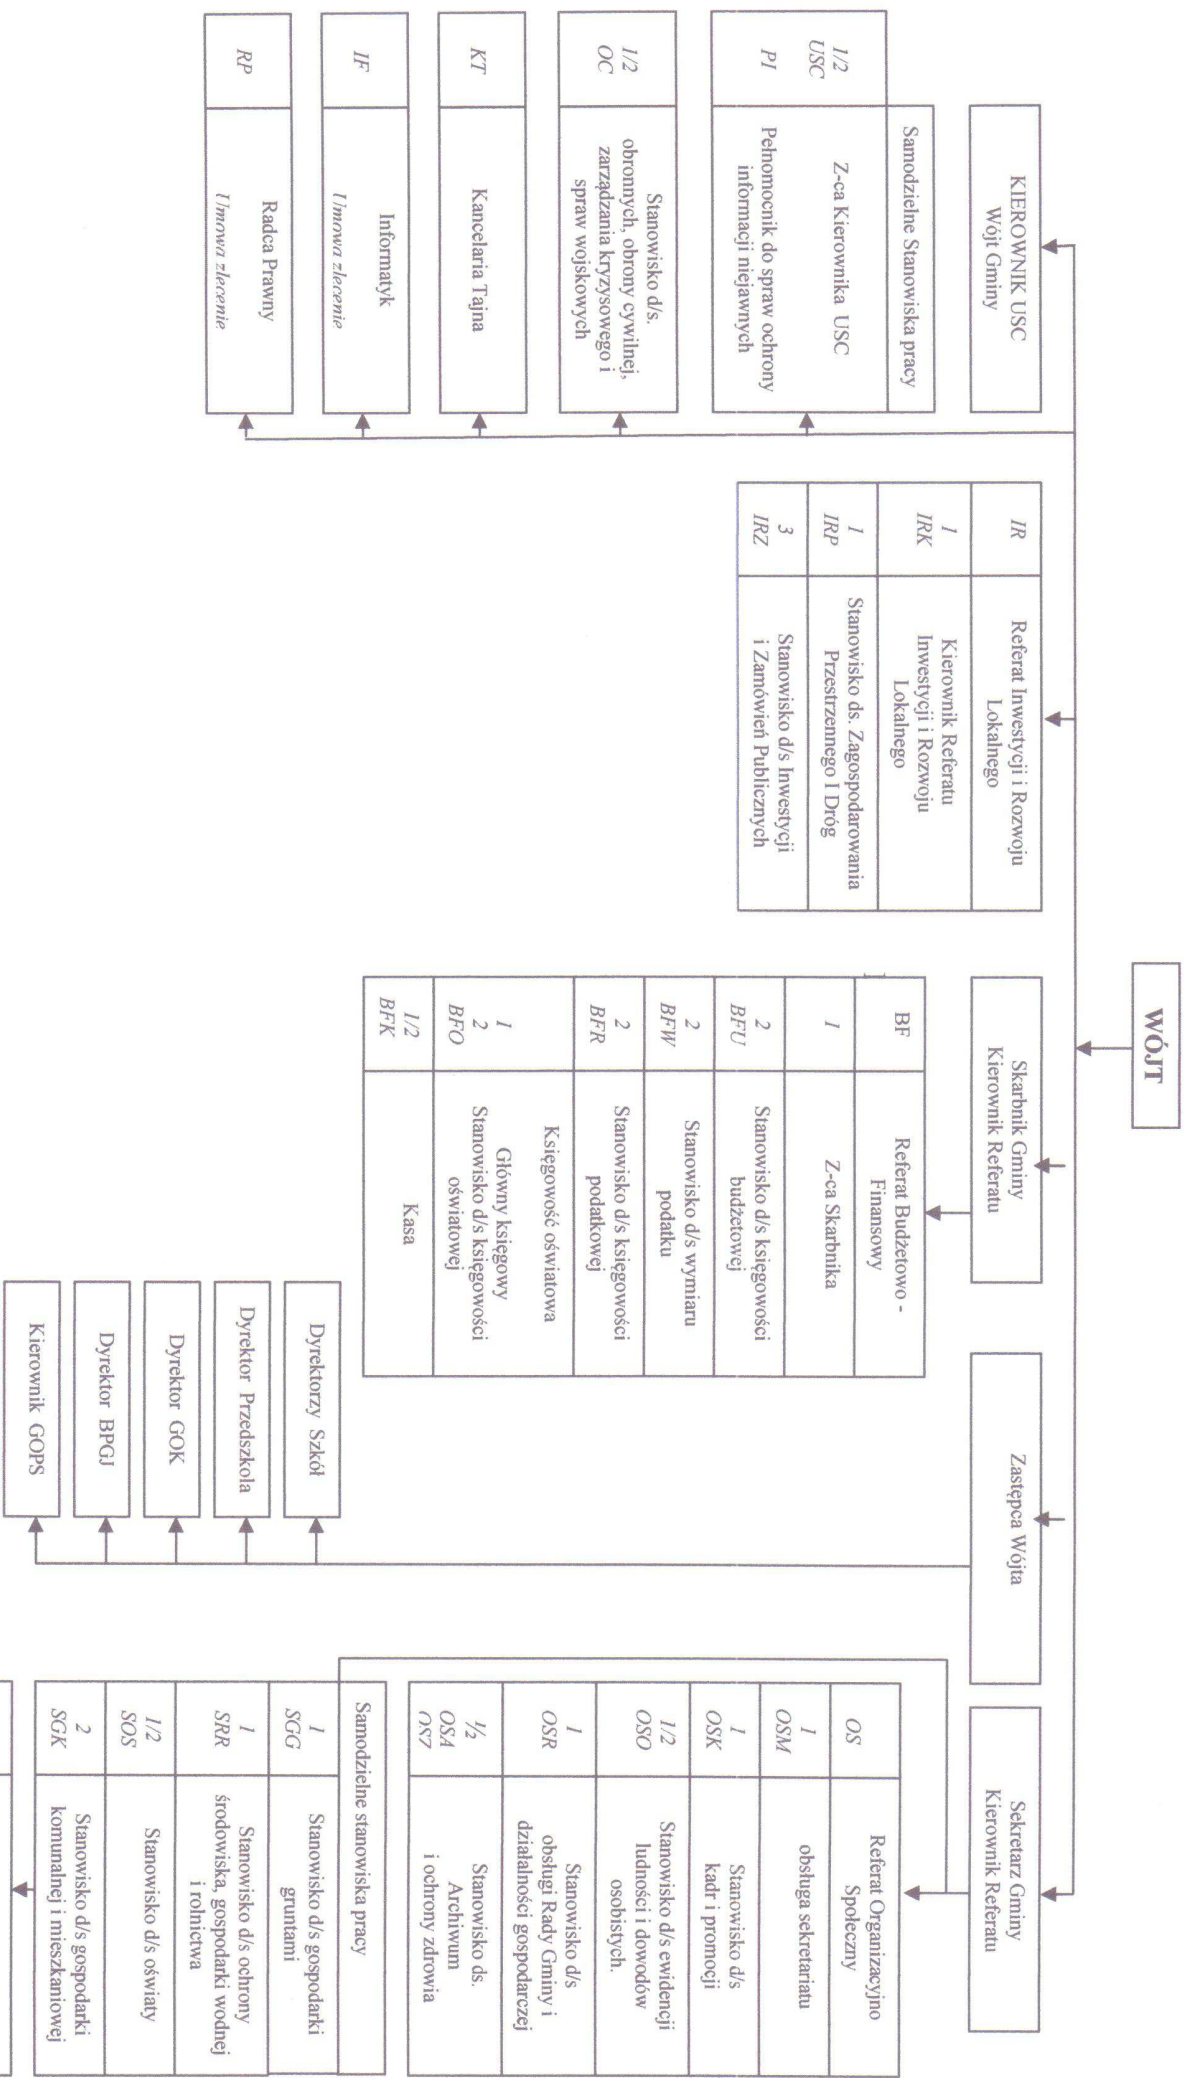 WÓJT
KIEROWNIK USC
Wójt Gminy
Samodzielne Stanowiska pracy
1/2
USC
PI
Z-ca Kierownika USC
Pełnomocnik do spraw ochrony
informacji niejawnych
1/2
OC
Stanowisko d/s.
obronnych, obrony cywilnej,
zarządzania kryzysowego i
spraw wojskowych
KT
Kancelaria Tajna
IF
Informatyk
Umowa zlecenie
RP
Radca Prawny
Umowa zlecenie
IR
Referat Inwestycji i Rozwoju
Lokalnego
1
IRK
Kierownik Referatu
Inwestycji i Rozwoju
Lokalnego
1
IRP
Stanowisko ds. Zagospodarowania
Przestrzennego I Dróg
3
IRZ
Stanowisko d/s Inwestycji
i Zamówień Publicznych
Skarbnik Gminy
Kierownik Referatu
BF
Referat Budżetowo -
Finansowy
1
Z-ca Skarbnika
2
BFU
Stanowisko d/s księgowości
budżetowej
2
BFW
Stanowisko d/s wymiaru
podatku
2
BFR
Stanowisko d/s księgowości
podatkowej
1
2
BFO
Księgowość oświatowa
Główny księgowy
Stanowisko d/s księgowości
oświatowej
1/2
BFK
Kasa
Zastępca Wójta
Dyrektorzy Szkół
Dyrektor Przedszkola
Dyrektor GOK
Dyrektor BPGJ
Kierownik GOPS
Sekretarz Gminy
Kierownik Referatu
OS
Referat Organizacyjno
Społeczny
1
OSM
obsługa sekretariatu
1
OSK
Stanowisko d/s
kadr i promocji
1/2
OSO
Stanowisko d/s ewidencji
ludności i dowodów
osobistych.
1
OSR
Stanowisko d/s
obsługi Rady Gminy i
działalności gospodarczej
½
OSA
OSZ
Stanowisko ds.
Archiwum
i ochrony zdrowia
Samodzielne stanowiska pracy
1
SGG
Stanowisko d/s gospodarki
gruntami
1
SRR
Stanowisko d/s ochrony
środowiska, gospodarki wodnej
i rolnictwa
1/2
SOS
Stanowisko d/s oświaty
2
SGK
Stanowisko d/s gospodarki
komunalnej i mieszkaniowej